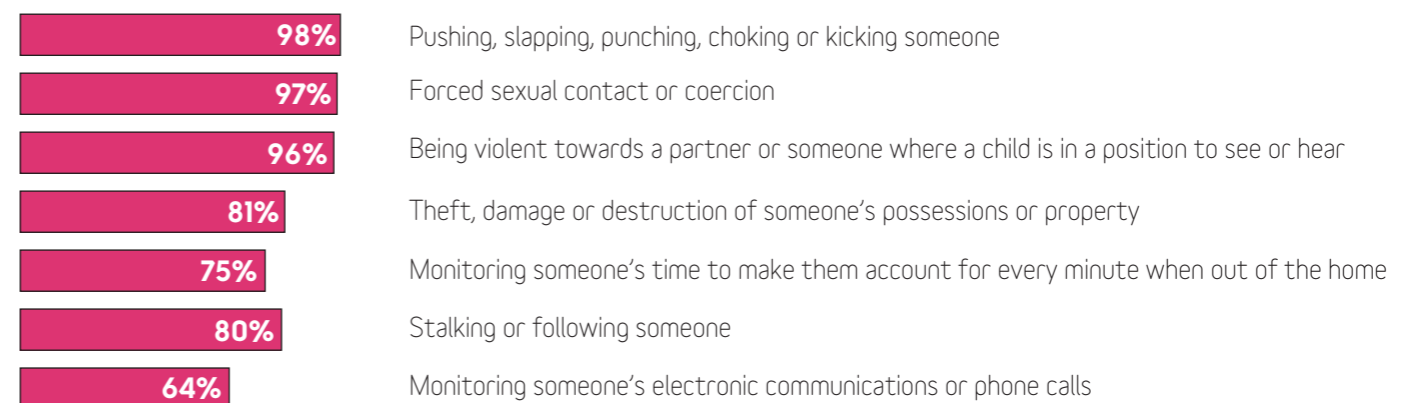 98% Pushing, slapping, punching, choking or kicking someone
97% Forced sexual contact or coercion
96% Being violent towards a partner or someone where a child is in a position to see or hear
81% Theft, damage or destruction of someone’s possessions or property
75% Monitoring someone’s time to make them account for every minute when out of the home
80% Stalking or following someone
64% Monitoring someone’s electronic communications or phone calls